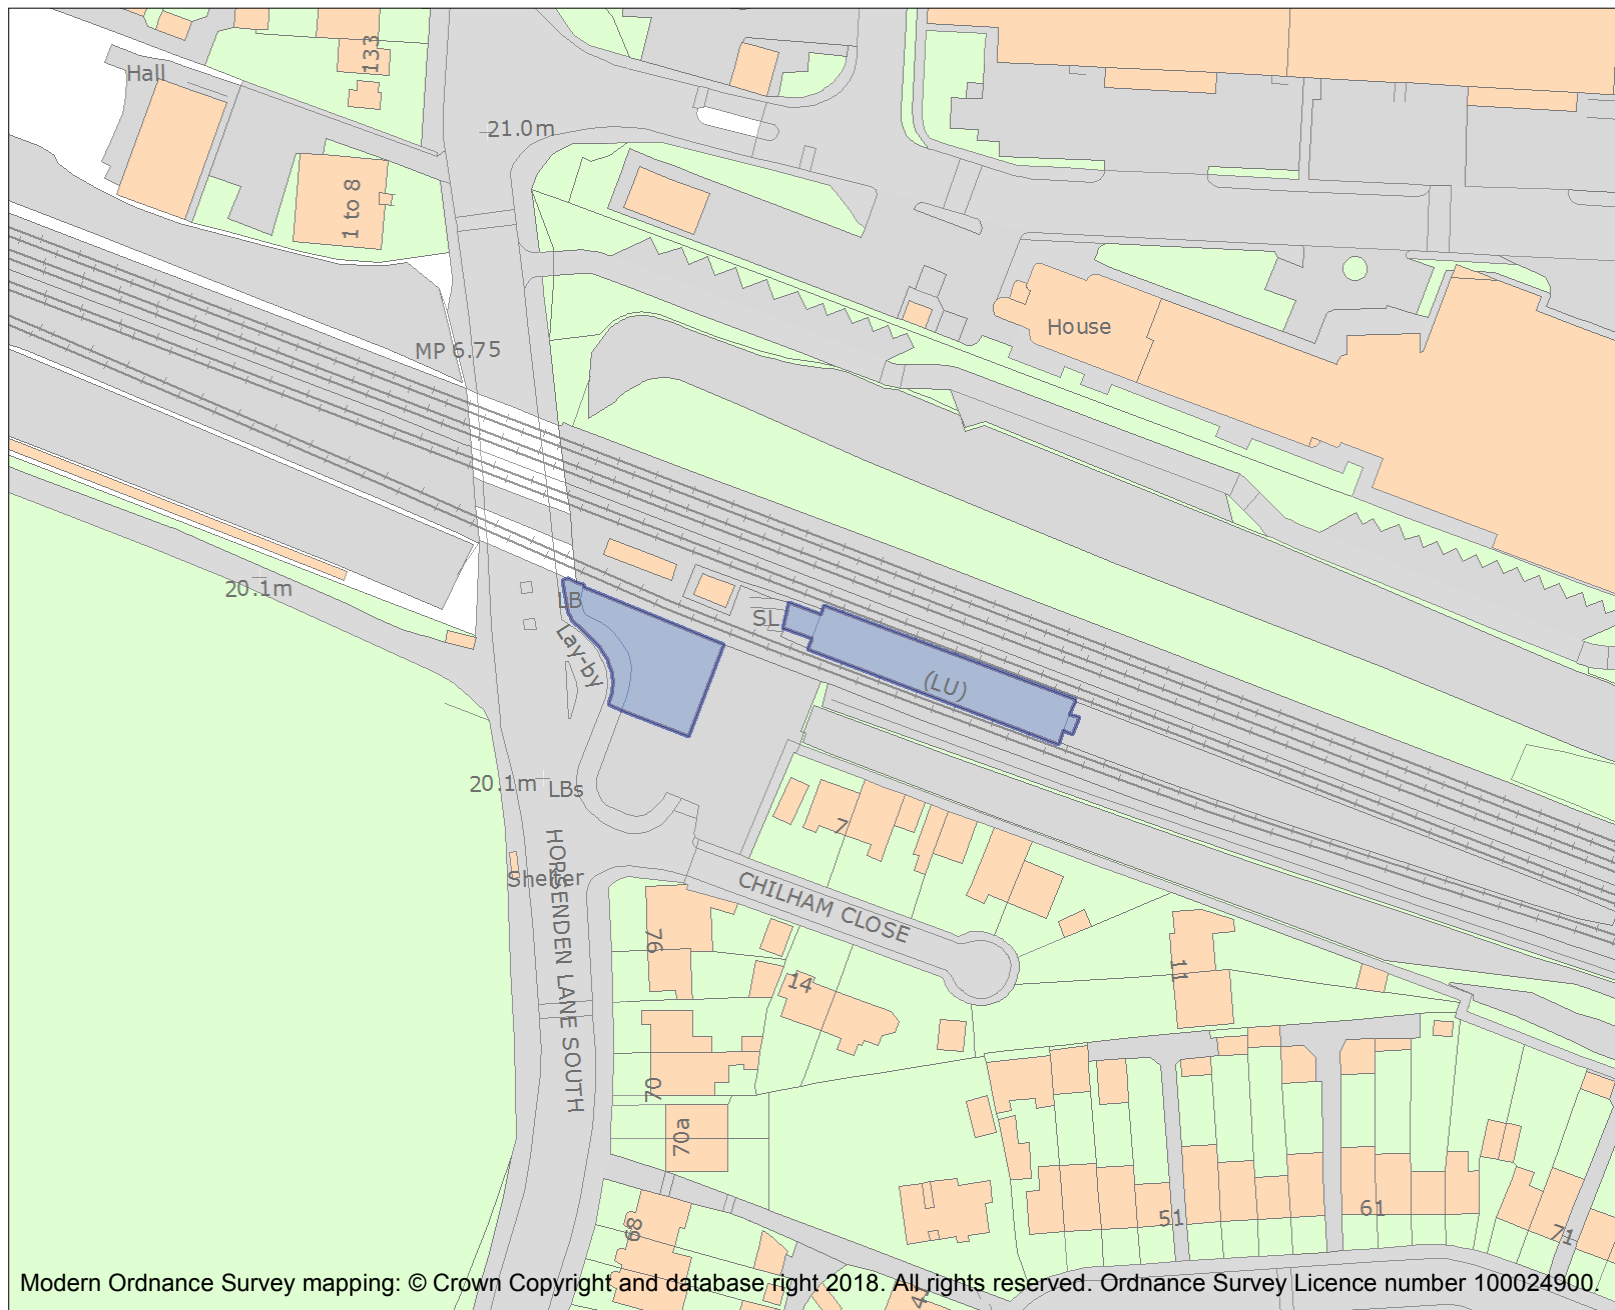 133
Hall
21.0m
1 to 8
House
MP 6.75
20.1m
LB
SL
Lay-by
(LU)
20.1m
LBs
7
HORSENDEN LANE SOUTH
Shelter
CHILHAM CLOSE
76
14
11
70
70a
68
51
61
71
Modern Ordnance Survey mapping: © Crown Copyright and database right 2018. All rights reserved. Ordnance Survey Licence number 100024900.